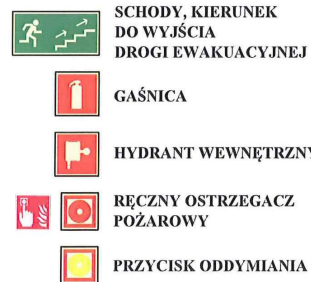 SCHODY, KIERUNEK
DO WYJŚCIA
DROGI EWAKUACYJNEJ
GAŚNICA
HYDRANT WEWNĘTRZNY
RĘCZNY OSTRZEGACZ
POŻAROWY
PRZYCISK ODDYMIANIA